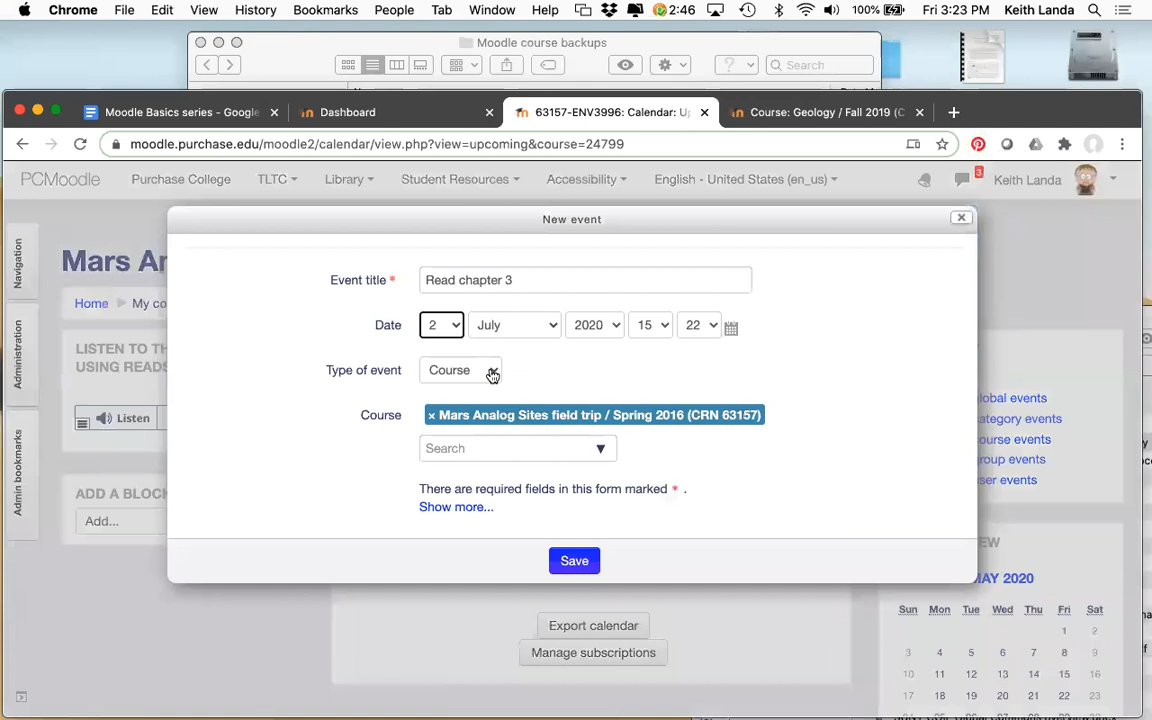 Chrome File Edit View History Bookmarks People Tab Window Help 2:46 100% Fri 3:23 PM Keith Landa
Moodle course backups
Search
Moodle Basics series - Google
Dashboard
63157-ENV3996: Calendar: Up
Course: Geology / Fall 2019 (C
moodle.purchase.edu/moodle2/calendar/view.php?view=upcoming&course=24799
PCMoodle Purchase College TLTC Library Student Resources Accessibility English - United States (en_us) 3 Keith Landa
New event
Navigation
Administration
Admin bookmarks
Mars An
Home My co
LISTEN TO TH
USING READS
Listen
ADD A BLOC
Add...
Event title *
Read chapter 3
Date 2 July 2020 15 22
Type of event Course
Course × Mars Analog Sites field trip / Spring 2016 (CRN 63157)
Search
There are required fields in this form marked * .
Show more...
Save
Export calendar
Manage subscriptions
lobal events
ategory events
ourse events
roup events
ser events
EW
MAY 2020
Sun Mon Tue Wed Thu Fri Sat
1 2
3 4 5 6 7 8 9
10 11 12 13 14 15 16
17 18 19 20 21 22 23